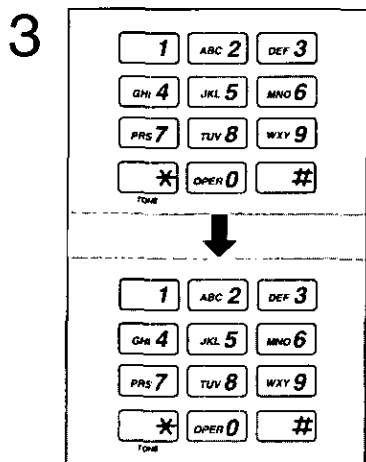 3
1 ABC 2 DEF 3
GHI 4 JKL 5 MNO 6
PRS 7 TUV 8 WXY 9
* OPER 0 #
TONE
1 ABC 2 DEF 3
GHI 4 JKL 5 MNO 6
PRS 7 TUV 8 WXY 9
* OPER 0 #
TONE